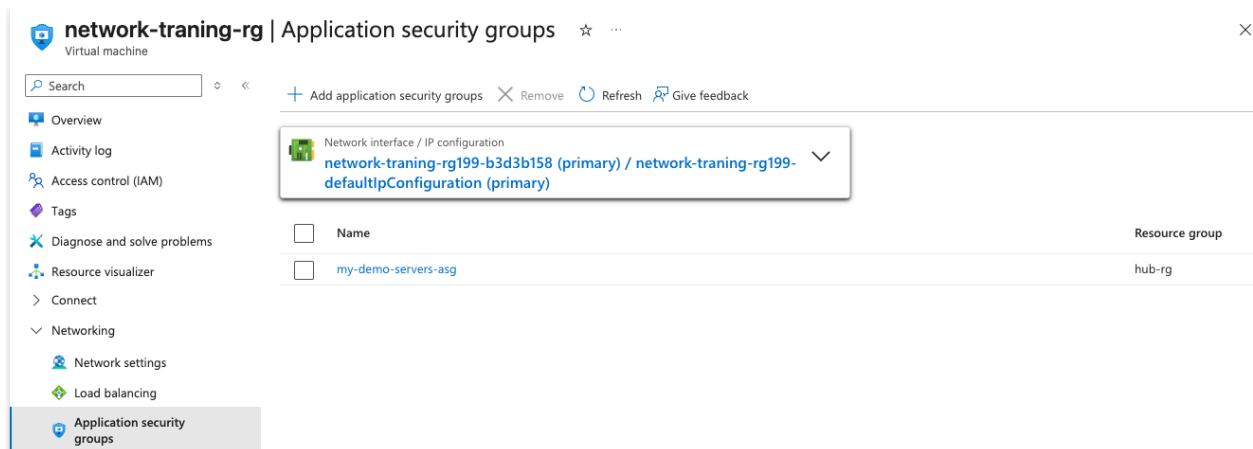 network-traning-rg | Application security groups
Virtual machine
Search
Add application security groups Remove Refresh Give feedback
Overview
Activity log
Access control (IAM)
Tags
Diagnose and solve problems
Resource visualizer
Connect
Networking
Network settings
Load balancing
Application security
groups
Network interface / IP configuration
network-traning-rg199-b3d3b158 (primary) / network-traning-rg199-
defaultIpConfiguration (primary)
Name Resource group
my-demo-servers-asg hub-rg